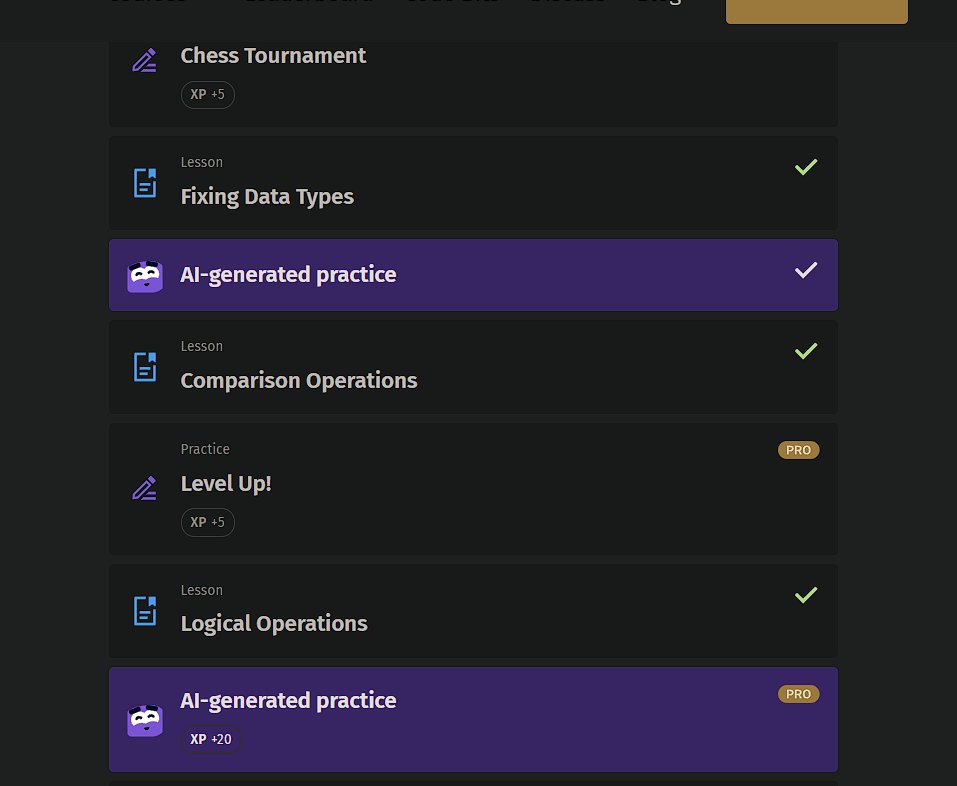 Chess Tournament
XP +5
Lesson
Fixing Data Types
AI-generated practice
Lesson
Comparison Operations
Practice
PRO
Level Up!
XP +5
Lesson
Logical Operations
AI-generated practice
PRO
XP +20